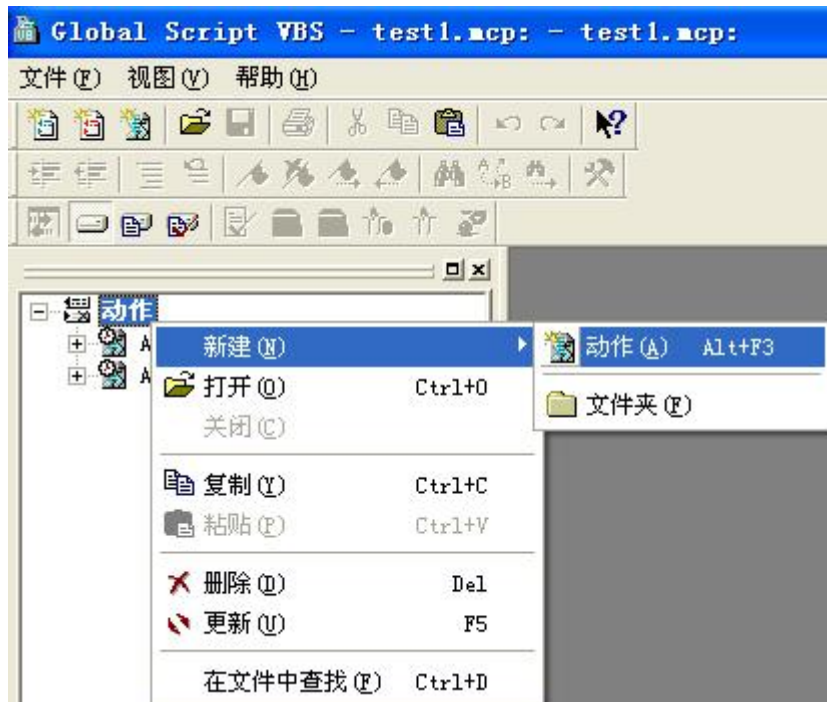 Global Script VBS - test1.mcp: - test1.mcp:
文件(F) 视图(V) 帮助(H)
动作
A 新建(N) 动作(A) Alt+F3
A 打开(O) Ctrl+O 文件夹(F)
关闭(C)
复制(Y) Ctrl+C
粘贴(P) Ctrl+V
删除(D) Del
更新(U) F5
在文件中查找(F) Ctrl+D